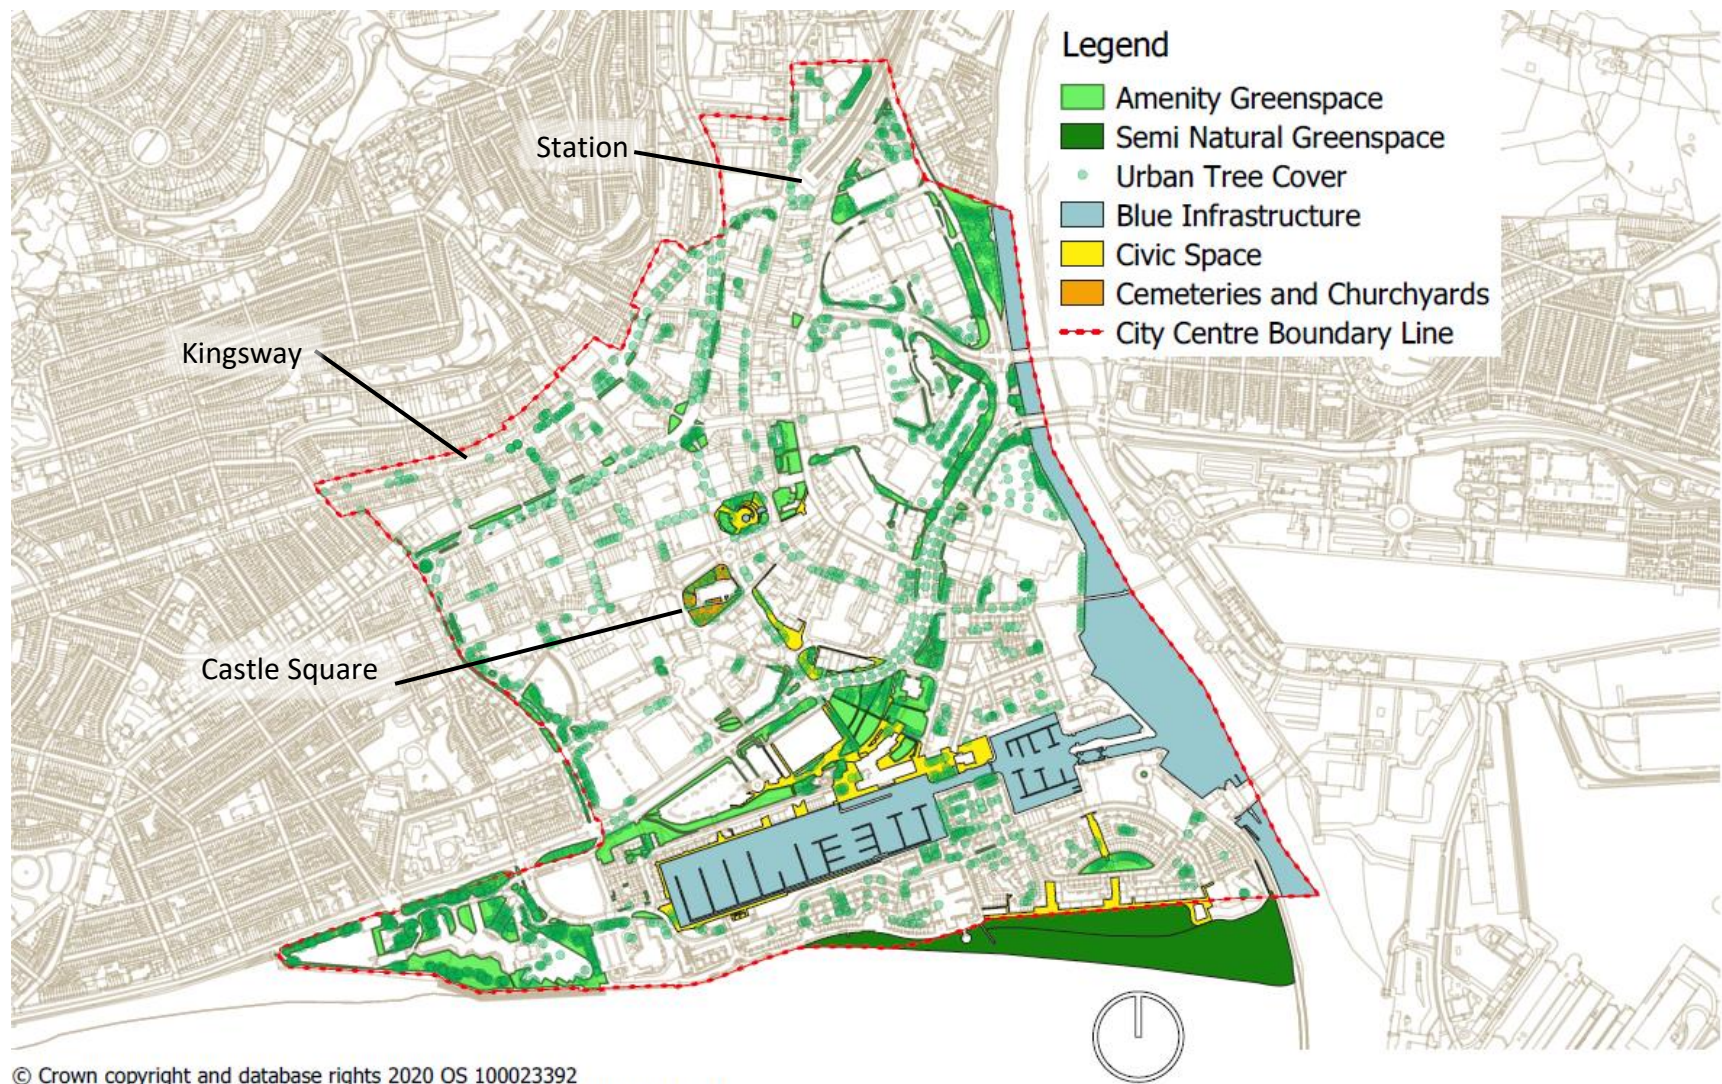 Legend
Amenity Greenspace
Semi Natural Greenspace
Urban Tree Cover
Blue Infrastructure
Civic Space
Cemeteries and Churchyards
City Centre Boundary Line
Station
Kingsway
Castle Square
© Crown copyright and database rights 2020 OS 100023392